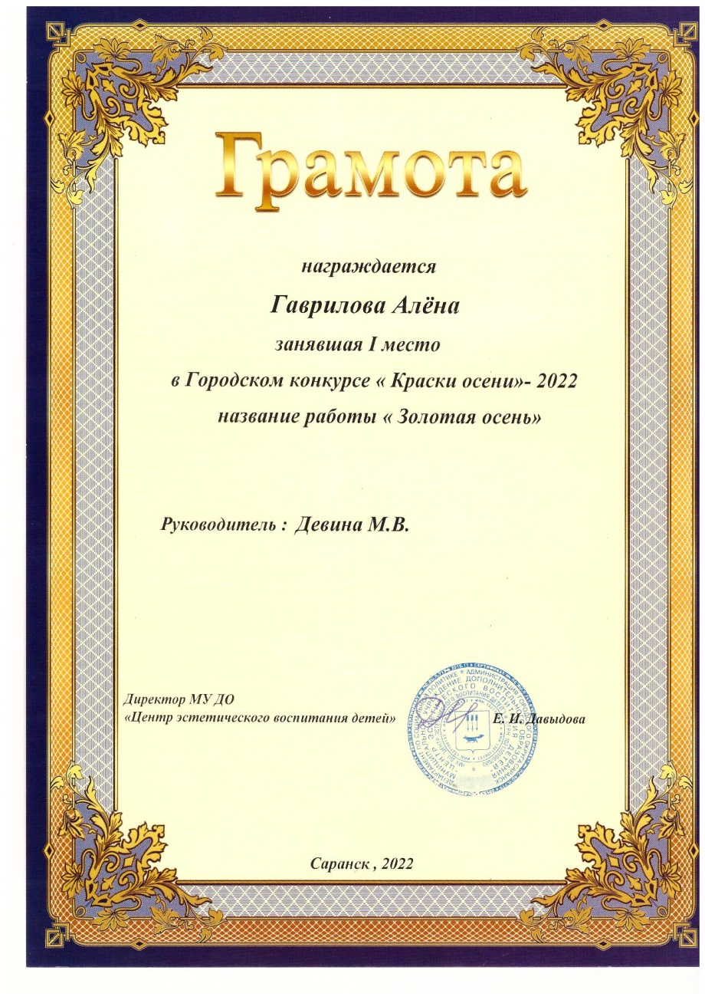 Грамота
награждается
Гаврилова Алёна
занявшая I место
в Городском конкурсе « Краски осени»- 2022
название работы « Золотая осень»
Руководитель : Девина М.В.
Директор МУ ДО
«Центр эстетического воспитания детей»
Е. И. Давыдова
Саранск , 2022